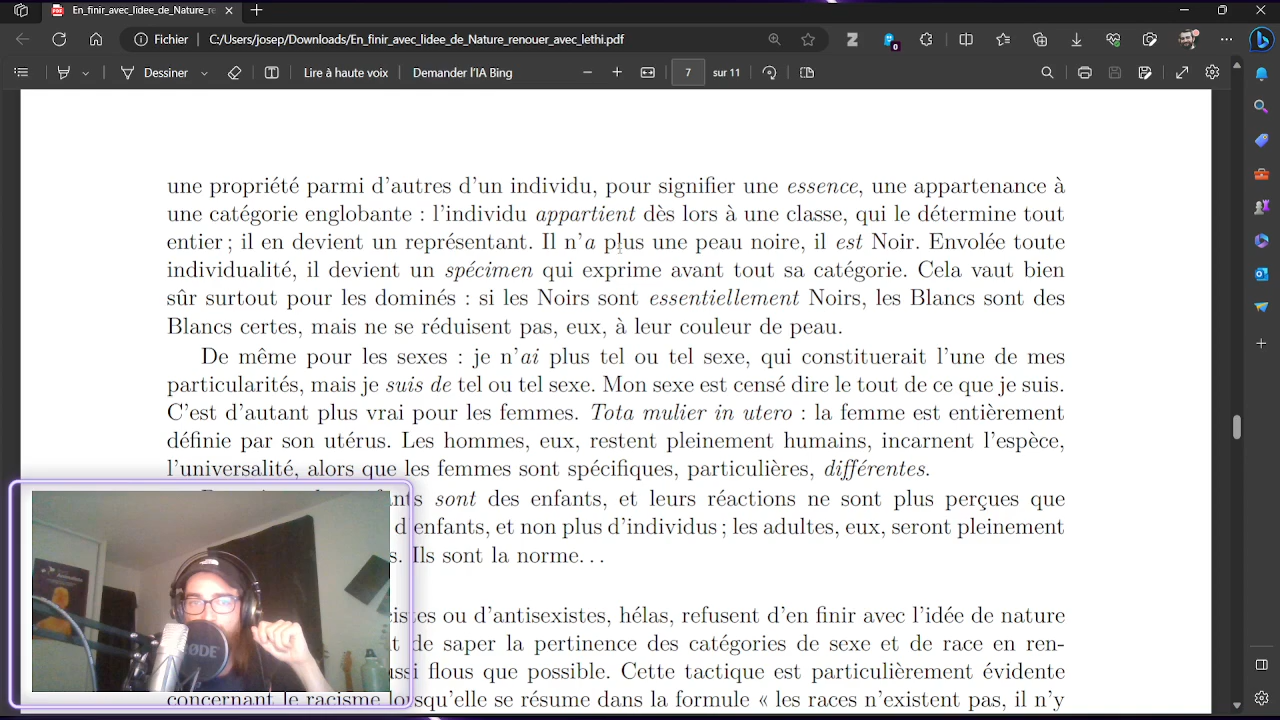 En_finir_avec_lidee_de_Nature_re
Fichier C:/Users/josep/Downloads/En_finir_avec_lidee_de_Nature_renouer_avec_lethi.pdf
0
Dessiner Lire à haute voix Demander l'IA Bing 7 sur 11
une propriété parmi d'autres d'un individu, pour signifier une essence, une appartenance à
une catégorie englobante : l'individu appartient dès lors à une classe, qui le détermine tout
entier ; il en devient un représentant. Il n'a plus une peau noire, il est Noir. Envolée toute
individualité, il devient un spécimen qui exprime avant tout sa catégorie. Cela vaut bien
sûr surtout pour les dominés : si les Noirs sont essentiellement Noirs, les Blancs sont des
Blancs certes, mais ne se réduisent pas, eux, à leur couleur de peau.
De même pour les sexes : je n'ai plus tel ou tel sexe, qui constituerait l'une de mes
particularités, mais je suis de tel ou tel sexe. Mon sexe est censé dire le tout de ce que je suis.
C'est d'autant plus vrai pour les femmes. Tota mulier in utero : la femme est entièrement
définie par son utérus. Les hommes, eux, restent pleinement humains, incarnent l'espèce,
l'universalité, alors que les femmes sont spécifiques, particulières, différentes.
sont des enfants, et leurs réactions ne sont plus perçues que
d'enfants, et non plus d'individus ; les adultes, eux, seront pleinement
Ils sont la norme...
ou d'antisexistes, hélas, refusent d'en finir avec l'idée de nature
de saper la pertinence des catégories de sexe et de race en ren-
flous que possible. Cette tactique est particulièrement évidente
concernant le racisme lorsqu'elle se résume dans la formule « les races n'existent pas, il n'y
RØDE